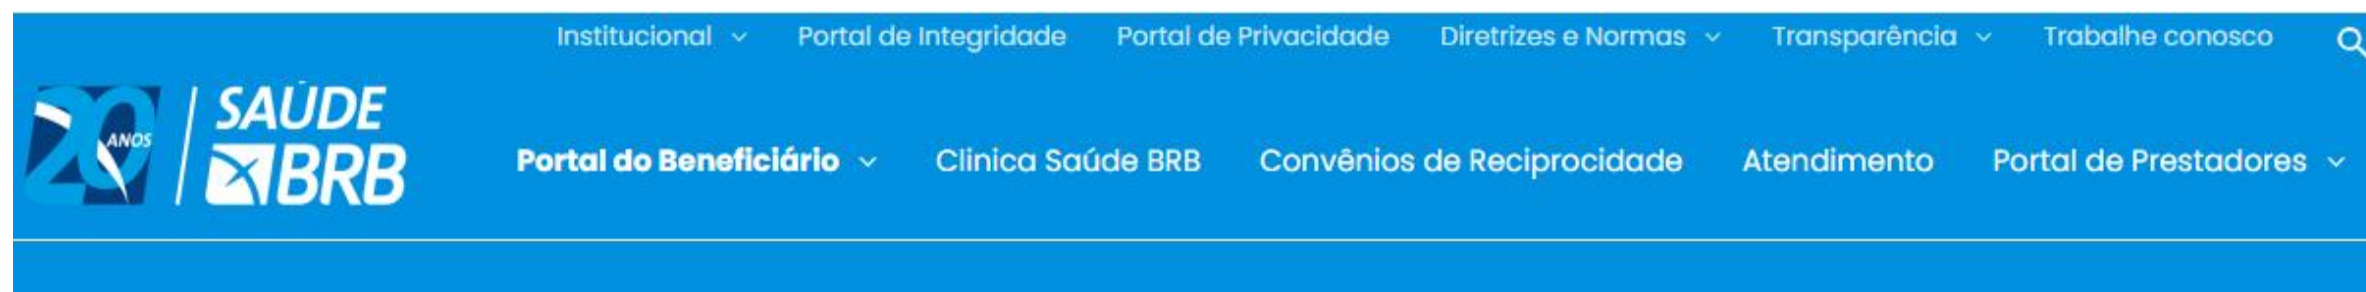 Institucional Portal de Integridade Portal de Privacidade Diretrizes e Normas Transparência Trabalhe conosco
20 ANOS
SAÚDE
BRB
Portal do Beneficiário Clinica Saúde BRB Convênios de Reciprocidade Atendimento Portal de Prestadores